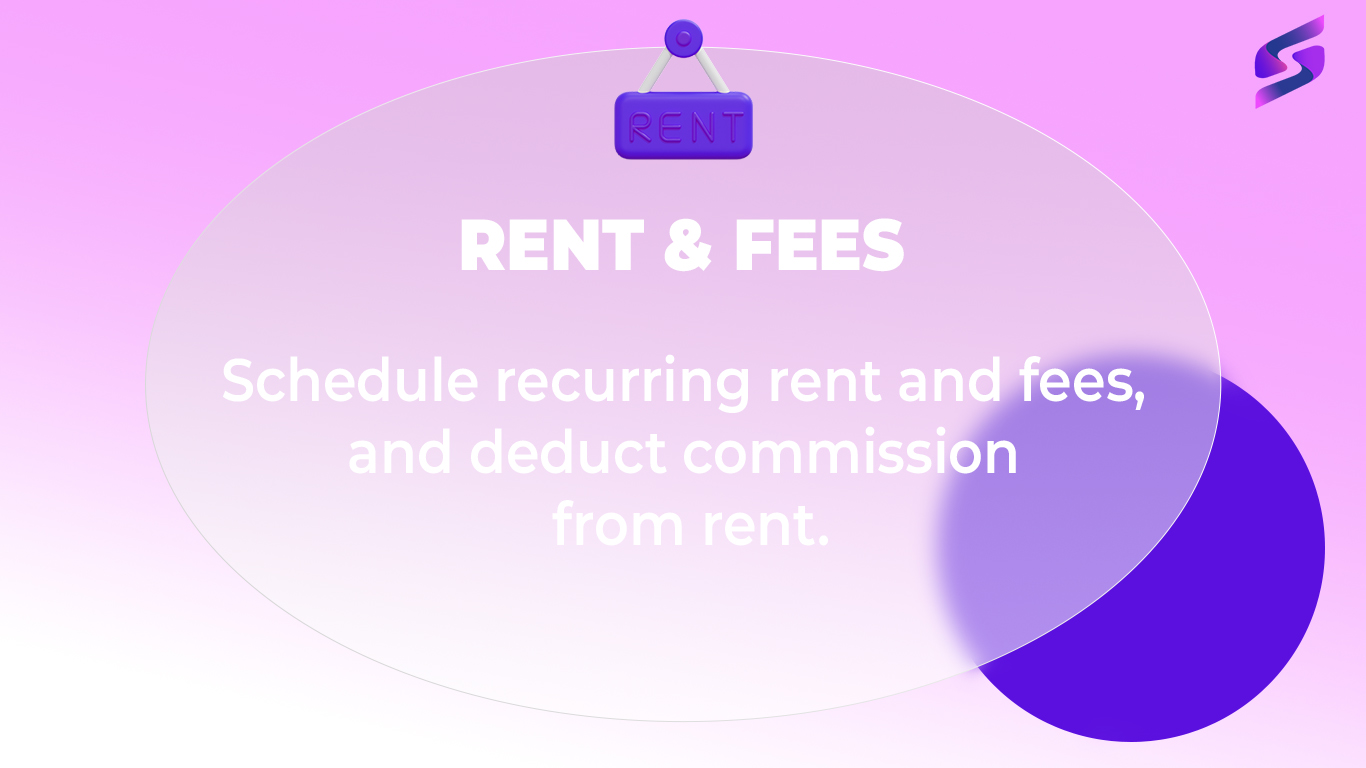 RENT
RENT & FEES
Schedule recurring rent and fees,
and deduct commission
from rent.